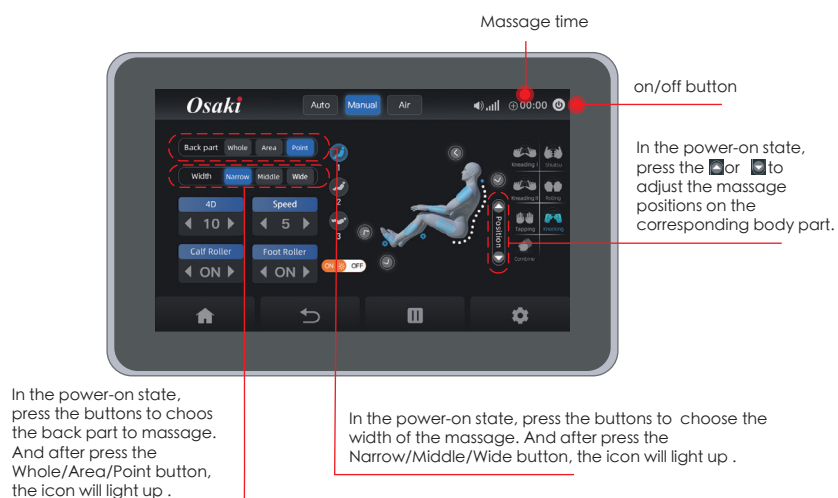 Massage time
on/off button
Osaki
Auto
Manual
Air
00:00
In the power-on state,
press the or to
adjust the massage
positions on the
corresponding body part.
Back part
Whole
Area
Point
Width
Narrow
Middle
Wide
1
2
3
4D
10
Speed
5
Calf Roller
ON
Foot Roller
ON
ON
OFF
Position
Kneading I
Shiatsu
Kneading II
Rolling
Tapping
Knocking
Combine
In the power-on state,
press the buttons to choos
the back part to massage.
And after press the
Whole/Area/Point button,
the icon will light up .
In the power-on state, press the buttons to choose the
width of the massage. And after press the
Narrow/Middle/Wide button, the icon will light up .